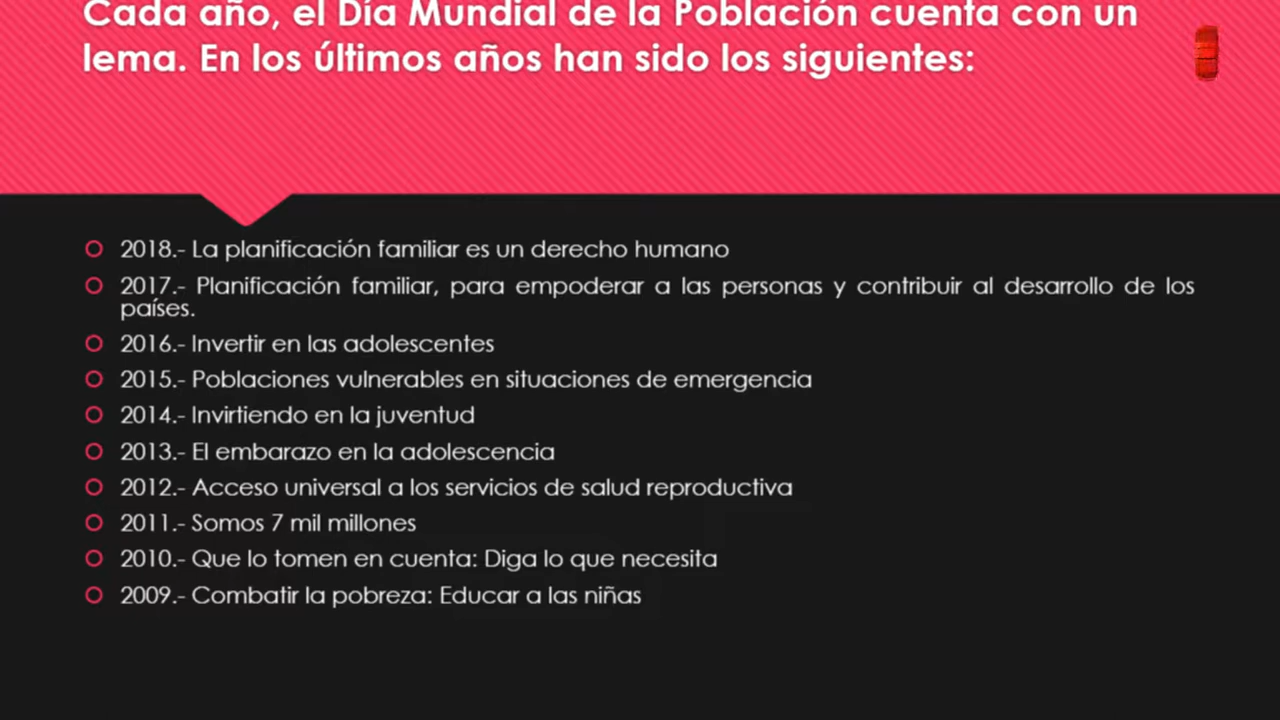 Cada año, el Día Mundial de la Población cuenta con un
lema. En los últimos años han sido los siguientes:
2018.- La planificación familiar es un derecho humano
2017.- Planificación familiar, para empoderar a las personas y contribuir al desarrollo de los
países.
2016.- Invertir en las adolescentes
2015.- Poblaciones vulnerables en situaciones de emergencia
2014.- Invirtiendo en la juventud
2013.- El embarazo en la adolescencia
2012.- Acceso universal a los servicios de salud reproductiva
2011.- Somos 7 mil millones
2010.- Que lo tomen en cuenta: Diga lo que necesita
2009.- Combatir la pobreza: Educar a las niñas